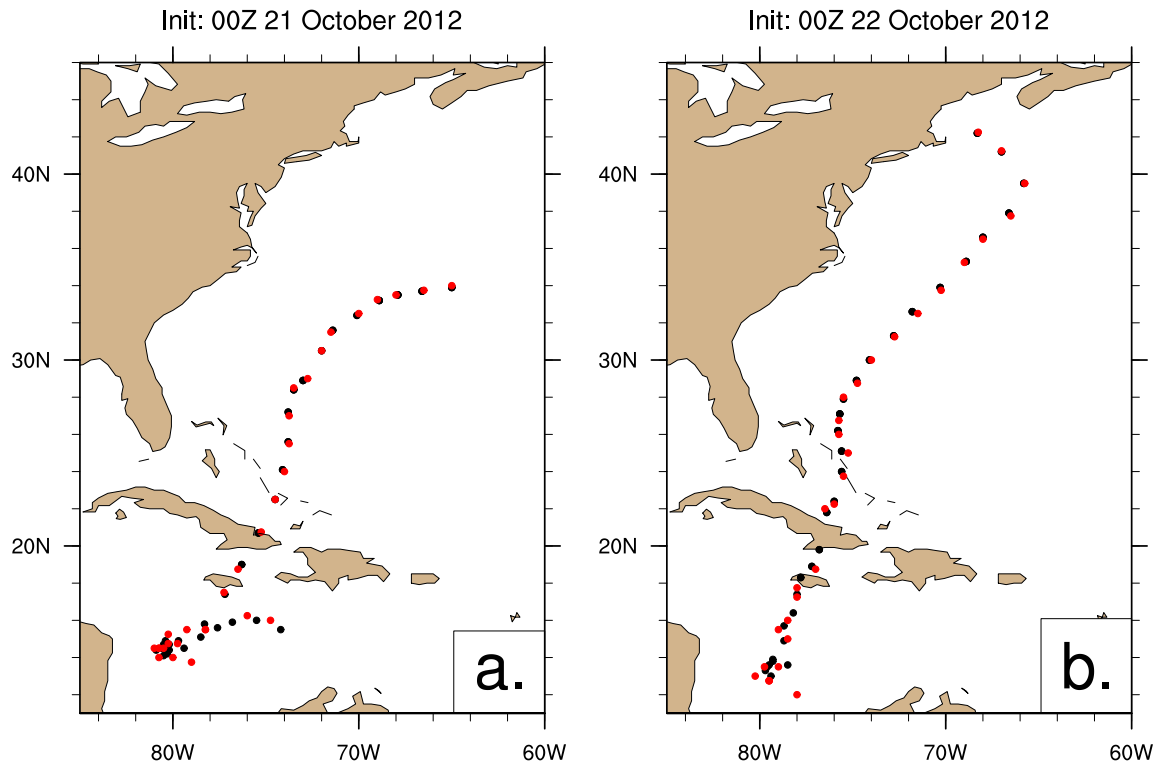 Init: 00Z 21 October 2012
Init: 00Z 22 October 2012
40N
40N
30N
30N
20N
20N
a.
b.
80W
70W
60W
80W
70W
60W